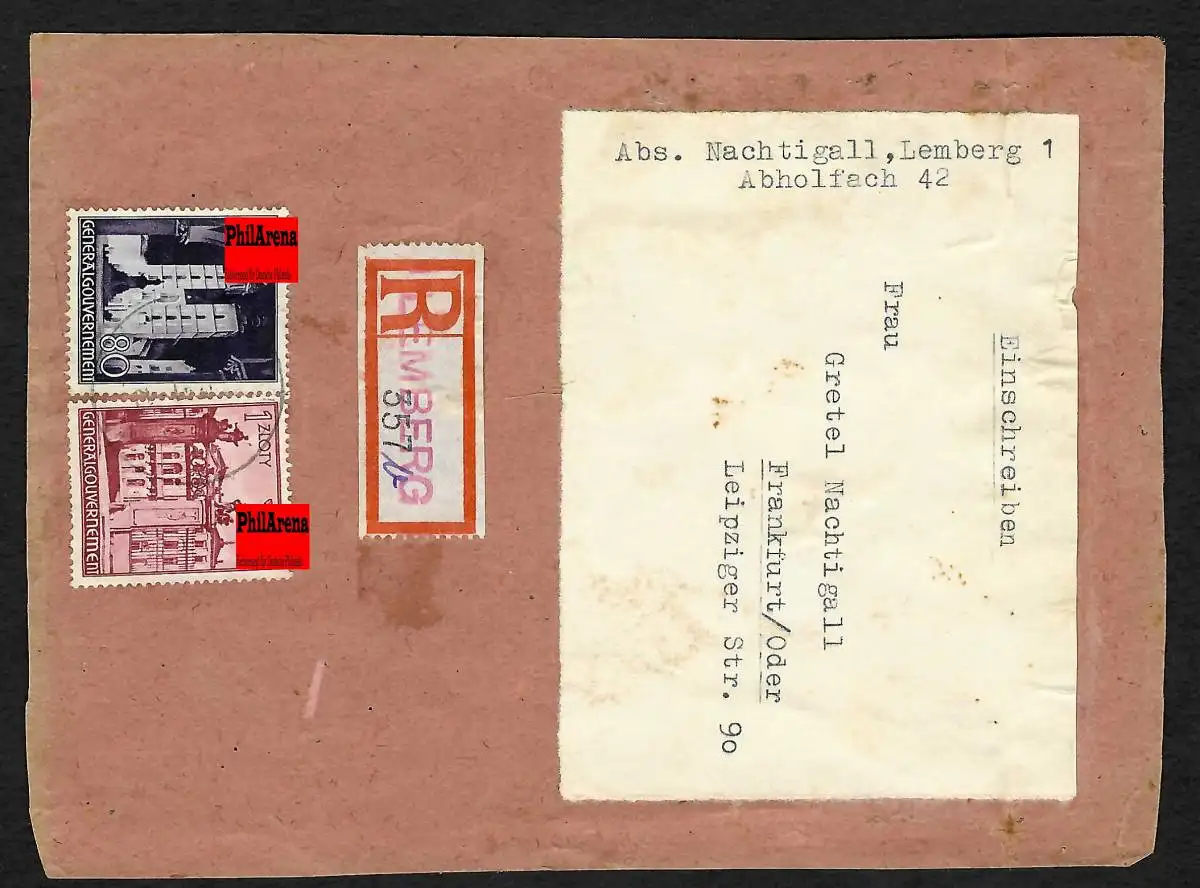 Abs. Nachtigall,Lemberg 1
Abholfach 42
Einschreiben
Frau
Gretel Nachtigall
Frankfurt/Oder
Leipziger Str. 90
R
LEMBERG
357
GENERALGOUVERNEMENT
80
PhilArena
1 ZLOTY
GENERALGOUVERNEMENT
PhilArena